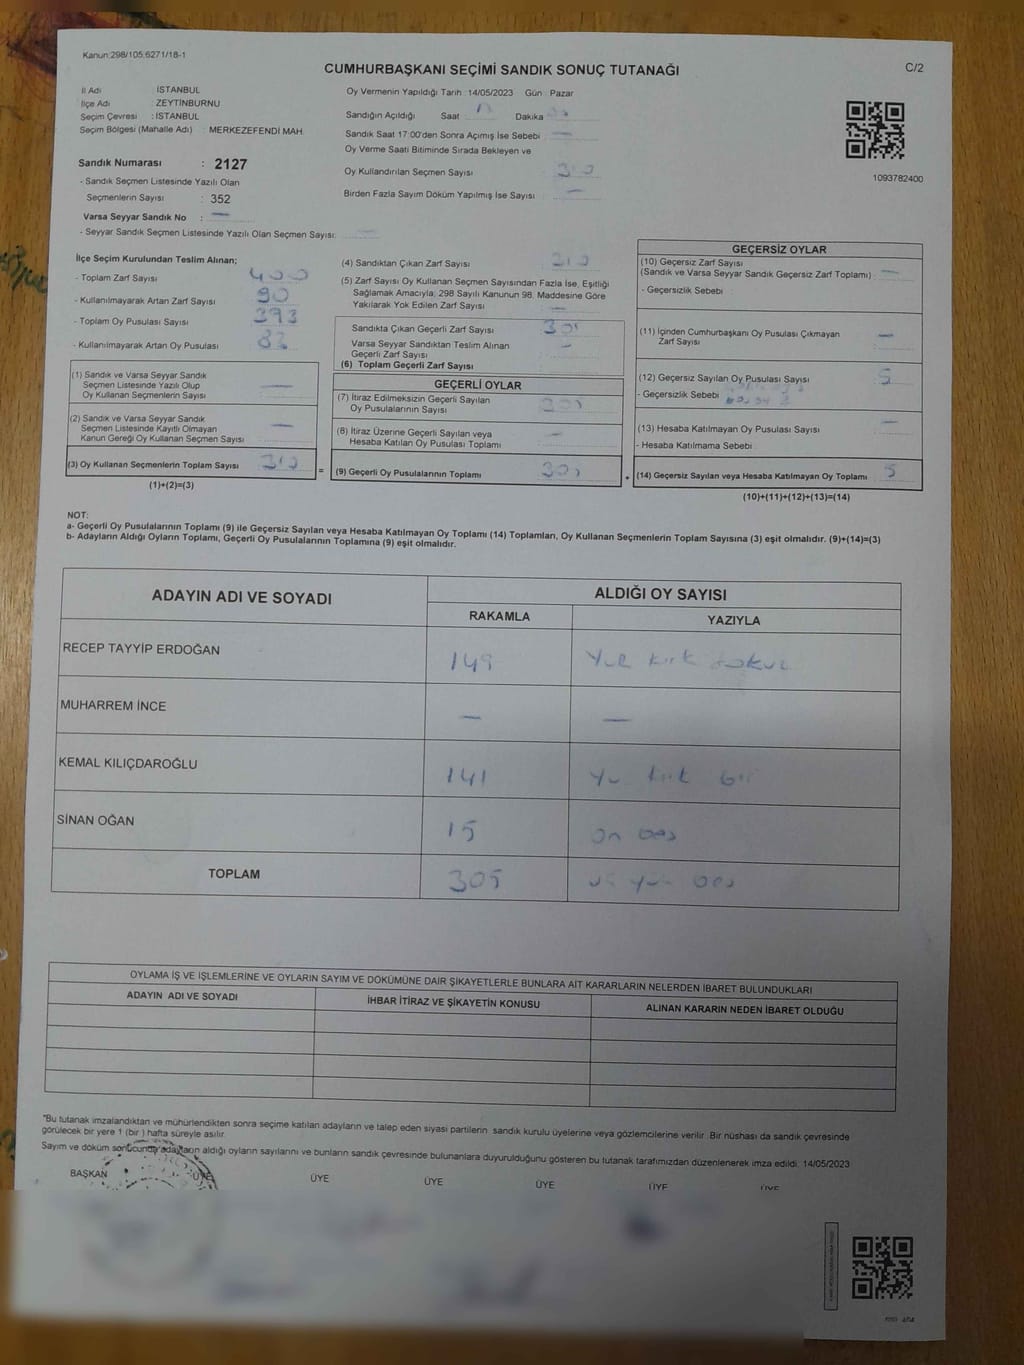 Kanun:298/105;6271/18-1
CUMHURBAŞKANI SEÇİMİ SANDIK SONUÇ TUTANAĞI
C/2
İl Adı : İSTANBUL
İlçe Adı : ZEYTİNBURNU
Seçim Çevresi : İSTANBUL
Seçim Bölgesi (Mahalle Adı) : MERKEZEFENDİ MAH.
Sandık Numarası : 2127
- Sandık Seçmen Listesinde Yazılı Olan
Seçmenlerin Sayısı : 352
Varsa Seyyar Sandık No : —
- Seyyar Sandık Seçmen Listesinde Yazılı Olan Seçmen Sayısı: —
Oy Vermenin Yapıldığı Tarih : 14/05/2023 Gün : Pazar
Sandığın Açıldığı Saat Dakika
Sandık Saat 17:00'den Sonra Açımış İse Sebebi : —
Oy Verme Saati Bitiminde Sırada Bekleyen ve
Oy Kullandırılan Seçmen Sayısı : 310
Birden Fazla Sayım Döküm Yapılmış İse Sayısı : —
1093782400
İlçe Seçim Kurulundan Teslim Alınan;
- Toplam Zarf Sayısı : 400
- Kullanılmayarak Artan Zarf Sayısı : 90
- Toplam Oy Pusulası Sayısı : 393
- Kullanılmayarak Artan Oy Pusulası : 83
(1) Sandık ve Varsa Seyyar Sandık
Seçmen Listesinde Yazılı Olup
Oy Kullanan Seçmenlerin Sayısı : —
(2) Sandık ve Varsa Seyyar Sandık
Seçmen Listesinde Kayıtlı Olmayan
Kanun Gereği Oy Kullanan Seçmen Sayısı : —
(3) Oy Kullanan Seçmenlerin Toplam Sayısı : 310
(1)+(2)=(3)
=
(4) Sandıktan Çıkan Zarf Sayısı : 310
(5) Zarf Sayısı Oy Kullanan Seçmen Sayısından Fazla İse, Eşitliği
Sağlamak Amacıyla; 298 Sayılı Kanunun 98. Maddesine Göre
Yakılarak Yok Edilen Zarf Sayısı : —
Sandıkta Çıkan Geçerli Zarf Sayısı : 305
Varsa Seyyar Sandıktan Teslim Alınan
Geçerli Zarf Sayısı : —
(6) Toplam Geçerli Zarf Sayısı :
GEÇERLİ OYLAR
(7) İtiraz Edilmeksizin Geçerli Sayılan
Oy Pusulalarının Sayısı : 305
(8) İtiraz Üzerine Geçerli Sayılan veya
Hesaba Katılan Oy Pusulası Toplamı : —
(9) Geçerli Oy Pusulalarının Toplamı : 305
+
GEÇERSİZ OYLAR
(10) Geçersiz Zarf Sayısı
(Sandık ve Varsa Seyyar Sandık Geçersiz Zarf Toplamı) : —
- Geçersizlik Sebebi :
(11) İçinden Cumhurbaşkanı Oy Pusulası Çıkmayan
Zarf Sayısı : —
(12) Geçersiz Sayılan Oy Pusulası Sayısı : 5
- Geçersizlik Sebebi :
(13) Hesaba Katılmayan Oy Pusulası Sayısı : —
- Hesaba Katılmama Sebebi :
(14) Geçersiz Sayılan veya Hesaba Katılmayan Oy Toplamı : 5
(10)+(11)+(12)+(13)=(14)
NOT:
a- Geçerli Oy Pusulalarının Toplamı (9) ile Geçersiz Sayılan veya Hesaba Katılmayan Oy Toplamı (14) Toplamları, Oy Kullanan Seçmenlerin Toplam Sayısına (3) eşit olmalıdır. (9)+(14)=(3)
b- Adayların Aldığı Oyların Toplamı, Geçerli Oy Pusulalarının Toplamına (9) eşit olmalıdır.
ADAYIN ADI VE SOYADI ALDIĞI OY SAYISI
RAKAMLA YAZIYLA
RECEP TAYYİP ERDOĞAN 149 Yüz kırk dokuz
MUHARREM İNCE — —
KEMAL KILIÇDAROĞLU 141 Yüz kırk bir
SİNAN OĞAN 15 on beş
TOPLAM 305 üç yüz beş
OYLAMA İŞ VE İŞLEMLERİNE VE OYLARIN SAYIM VE DÖKÜMÜNE DAİR ŞİKAYETLERLE BUNLARA AİT KARARLARIN NELERDEN İBARET BULUNDUKLARI
ADAYIN ADI VE SOYADI İHBAR İTİRAZ VE ŞİKAYETİN KONUSU ALINAN KARARIN NEDEN İBARET OLDUĞU
"Bu tutanak imzalandıktan ve mühürlendikten sonra seçime katılan adayların ve talep eden siyasi partilerin sandık kurulu üyelerine veya gözlemcilerine verilir. Bir nüshası da sandık çevresinde
görülecek bir yere 1 (bir ) hafta süreyle asılır.
Sayım ve döküm sonucunda adayların aldığı oyların sayılarını ve bunların sandık çevresinde bulunanlara duyurulduğunu gösteren bu tutanak tarafımızdan düzenlenerek imza edildi. 14/05/2023
BAŞKAN ÜYE ÜYE ÜYE ÜYE ÜYE ÜYE